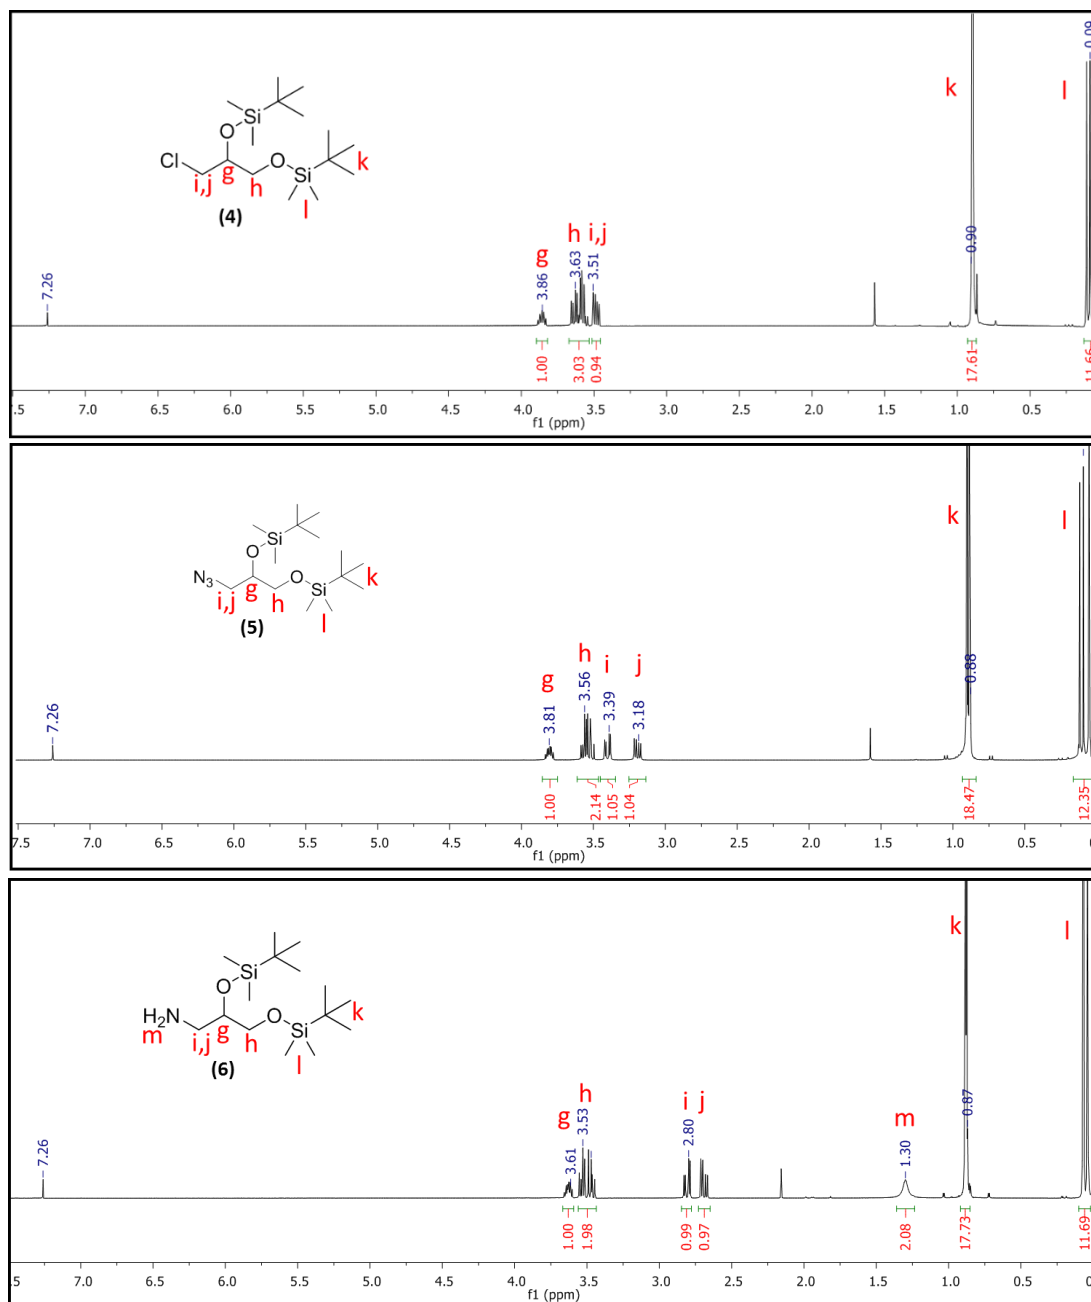 Si
O
O
Si
Cl
g
h
i,j
k
l
(4)
k
l
g
h
i,j
7.26
3.86
3.63
3.51
0.90
0.09
1.00
3.03
0.94
17.61
11.66
7.0 6.5 6.0 5.5 5.0 4.5 4.0 3.5 3.0 2.5 2.0 1.5 1.0 0.5
f1 (ppm)
Si
O
O
Si
N3
g
h
i,j
k
l
(5)
k
l
g
h
i
j
7.26
3.81
3.56
3.39
3.18
0.88
1.00
2.14
1.05
1.04
18.47
12.35
7.0 6.5 6.0 5.5 5.0 4.5 4.0 3.5 3.0 2.5 2.0 1.5 1.0 0.5
f1 (ppm)
Si
O
O
Si
H2N
m
g
h
i,j
k
l
(6)
k
l
g
h
i
j
m
7.26
3.61
3.53
2.80
1.30
0.87
1.00
1.98
0.99
0.97
2.08
17.73
11.69
7.0 6.5 6.0 5.5 5.0 4.5 4.0 3.5 3.0 2.5 2.0 1.5 1.0 0.5
f1 (ppm)